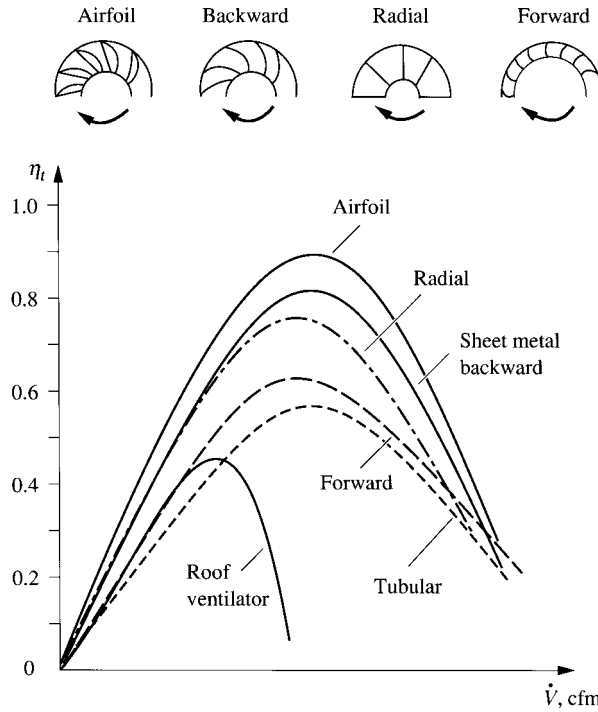 Airfoil
Backward
Radial
Forward
ηt
1.0
0.8
0.6
0.4
0.2
0
Airfoil
Radial
Sheet metal
backward
Forward
Tubular
Roof
ventilator
V̇, cfm